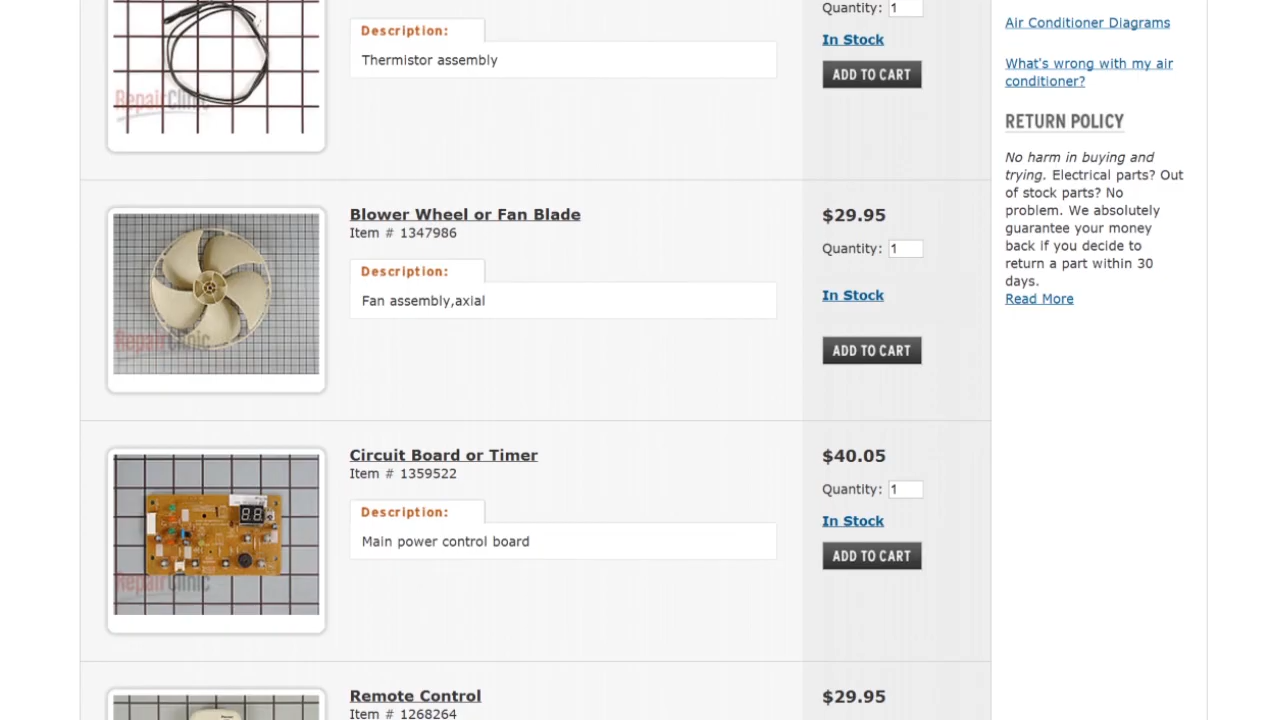 Quantity: 1
Description:
In Stock
Thermistor assembly
ADD TO CART
RepairClinic
Air Conditioner Diagrams
What's wrong with my air
conditioner?
RETURN POLICY
No harm in buying and
trying. Electrical parts? Out
of stock parts? No
problem. We absolutely
guarantee your money
back if you decide to
return a part within 30
days.
Read More
Blower Wheel or Fan Blade
Item # 1347986
$29.95
Quantity: 1
Description:
Fan assembly,axial
In Stock
ADD TO CART
RepairClinic
Circuit Board or Timer
Item # 1359522
$40.05
Quantity: 1
Description:
Main power control board
In Stock
ADD TO CART
RepairClinic
Remote Control
Item # 1268264
$29.95